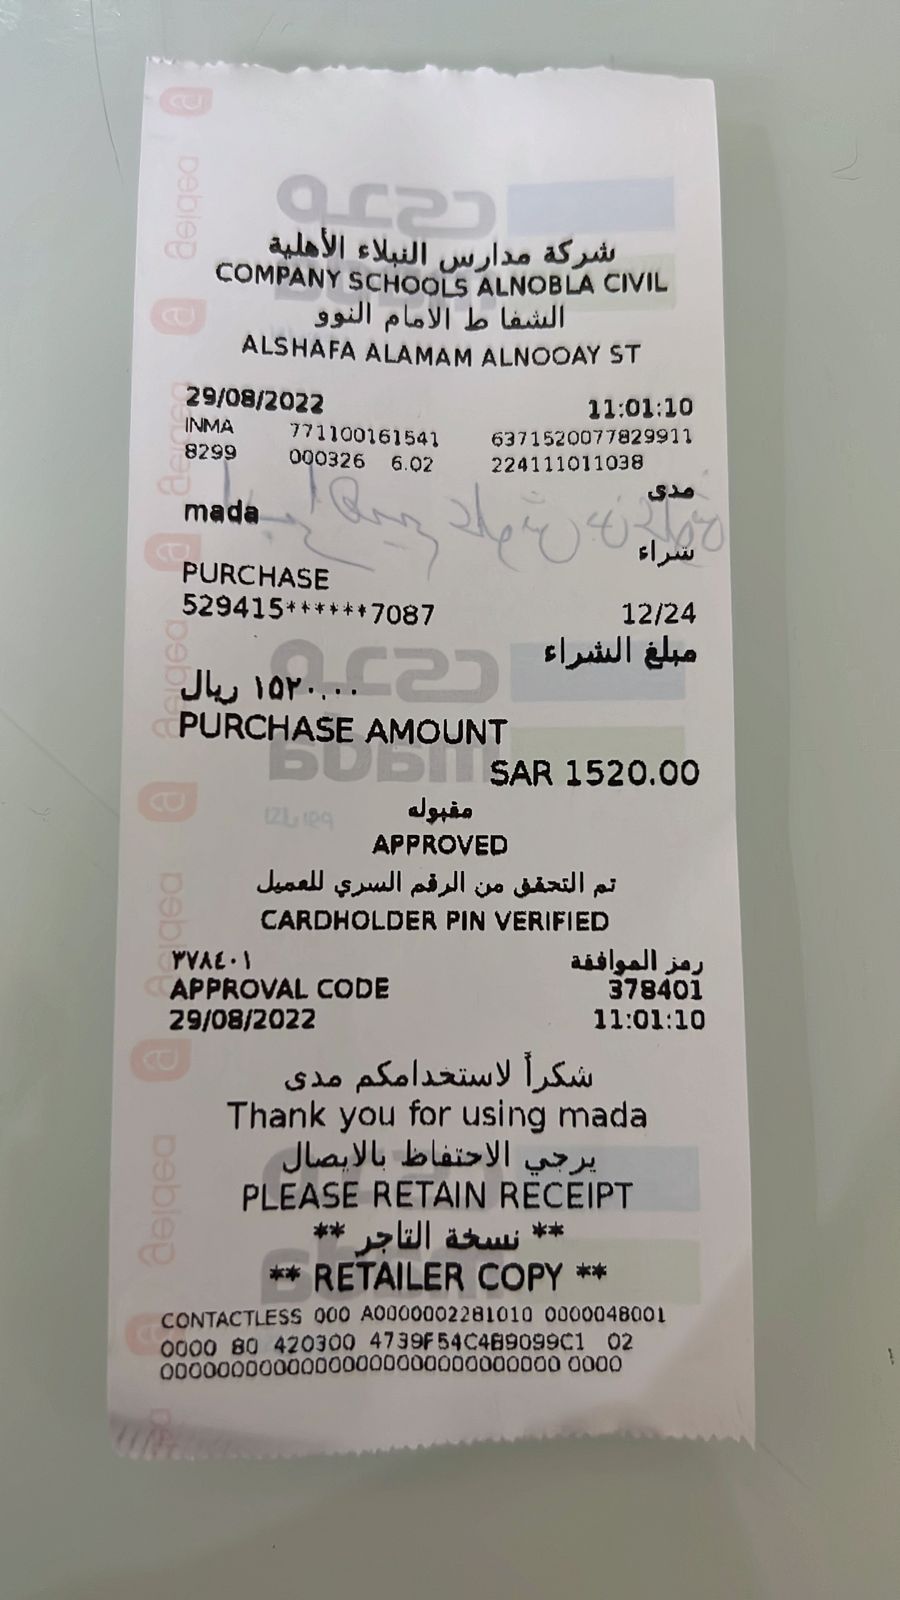 شركة مدارس النبلاء الأهلية
COMPANY SCHOOLS ALNOBLA CIVIL
الشفا ط الامام النوو
ALSHAFA ALAMAM ALNOOAY ST
29/08/2022 11:01:10
INMA 771100161541 6371520077829911
8299 000326 6.02 224111011038
مدى
mada
شراء
PURCHASE
529415******7087 12/24
مبلغ الشراء
١٥٢٠.٠٠ ريال
PURCHASE AMOUNT
SAR 1520.00
مقبوله
APPROVED
تم التحقق من الرقم السري للعميل
CARDHOLDER PIN VERIFIED
رمز الموافقة ٣٧٨٤٠١
APPROVAL CODE 378401
29/08/2022 11:01:10
شكراً لاستخدامكم مدى
Thank you for using mada
يرجي الاحتفاظ بالايصال
PLEASE RETAIN RECEIPT
** نسخة التاجر **
** RETAILER COPY **
CONTACTLESS 000 A0000002281010 0000048001
0000 80 420300 4739F54C4B9099C1 02
00000000000000000000000000000000 0000